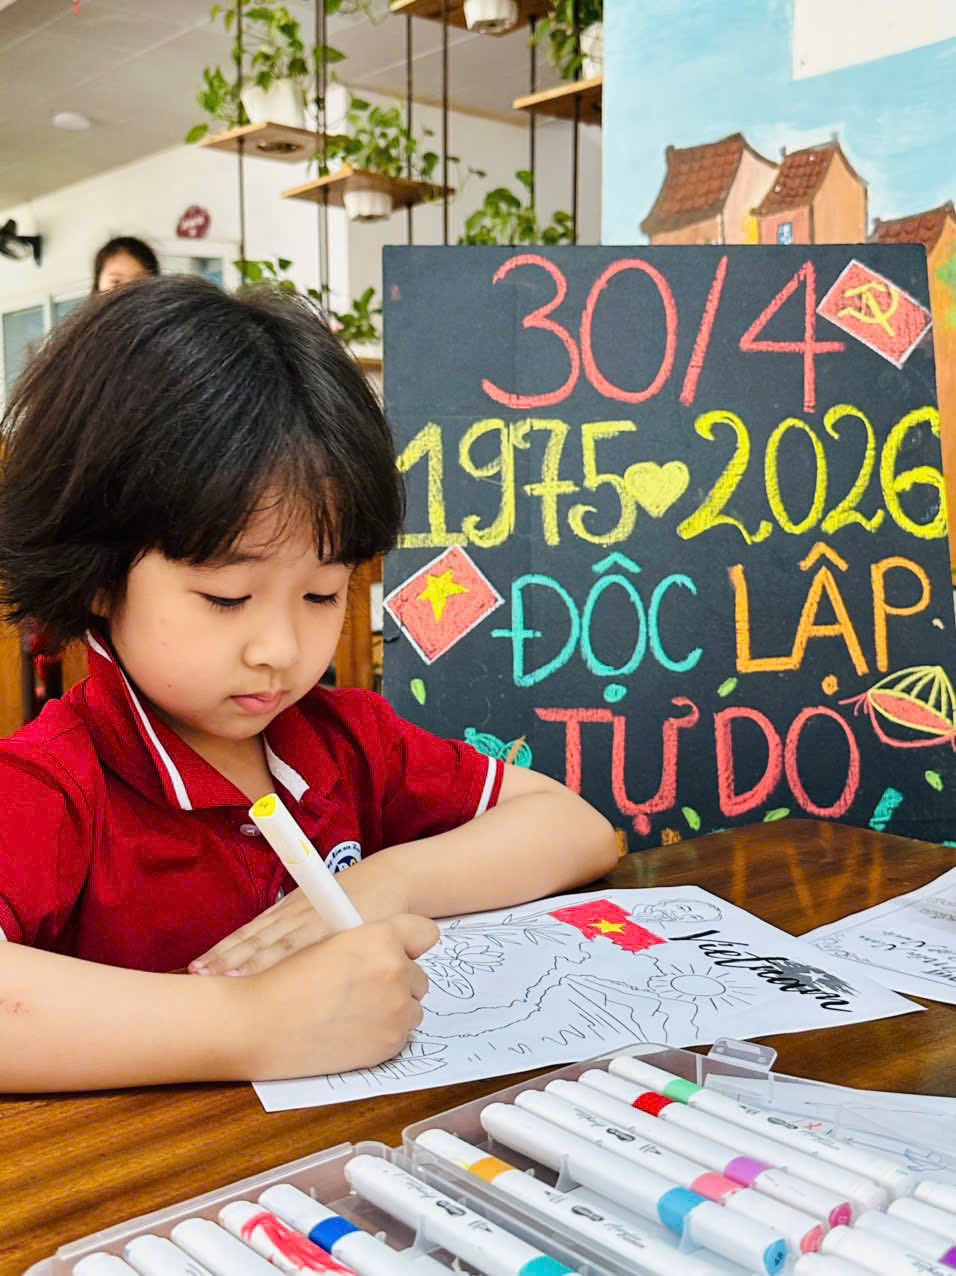 30/4
1975 2026
ĐỘC LẬP
TỰ DO
Vietnam